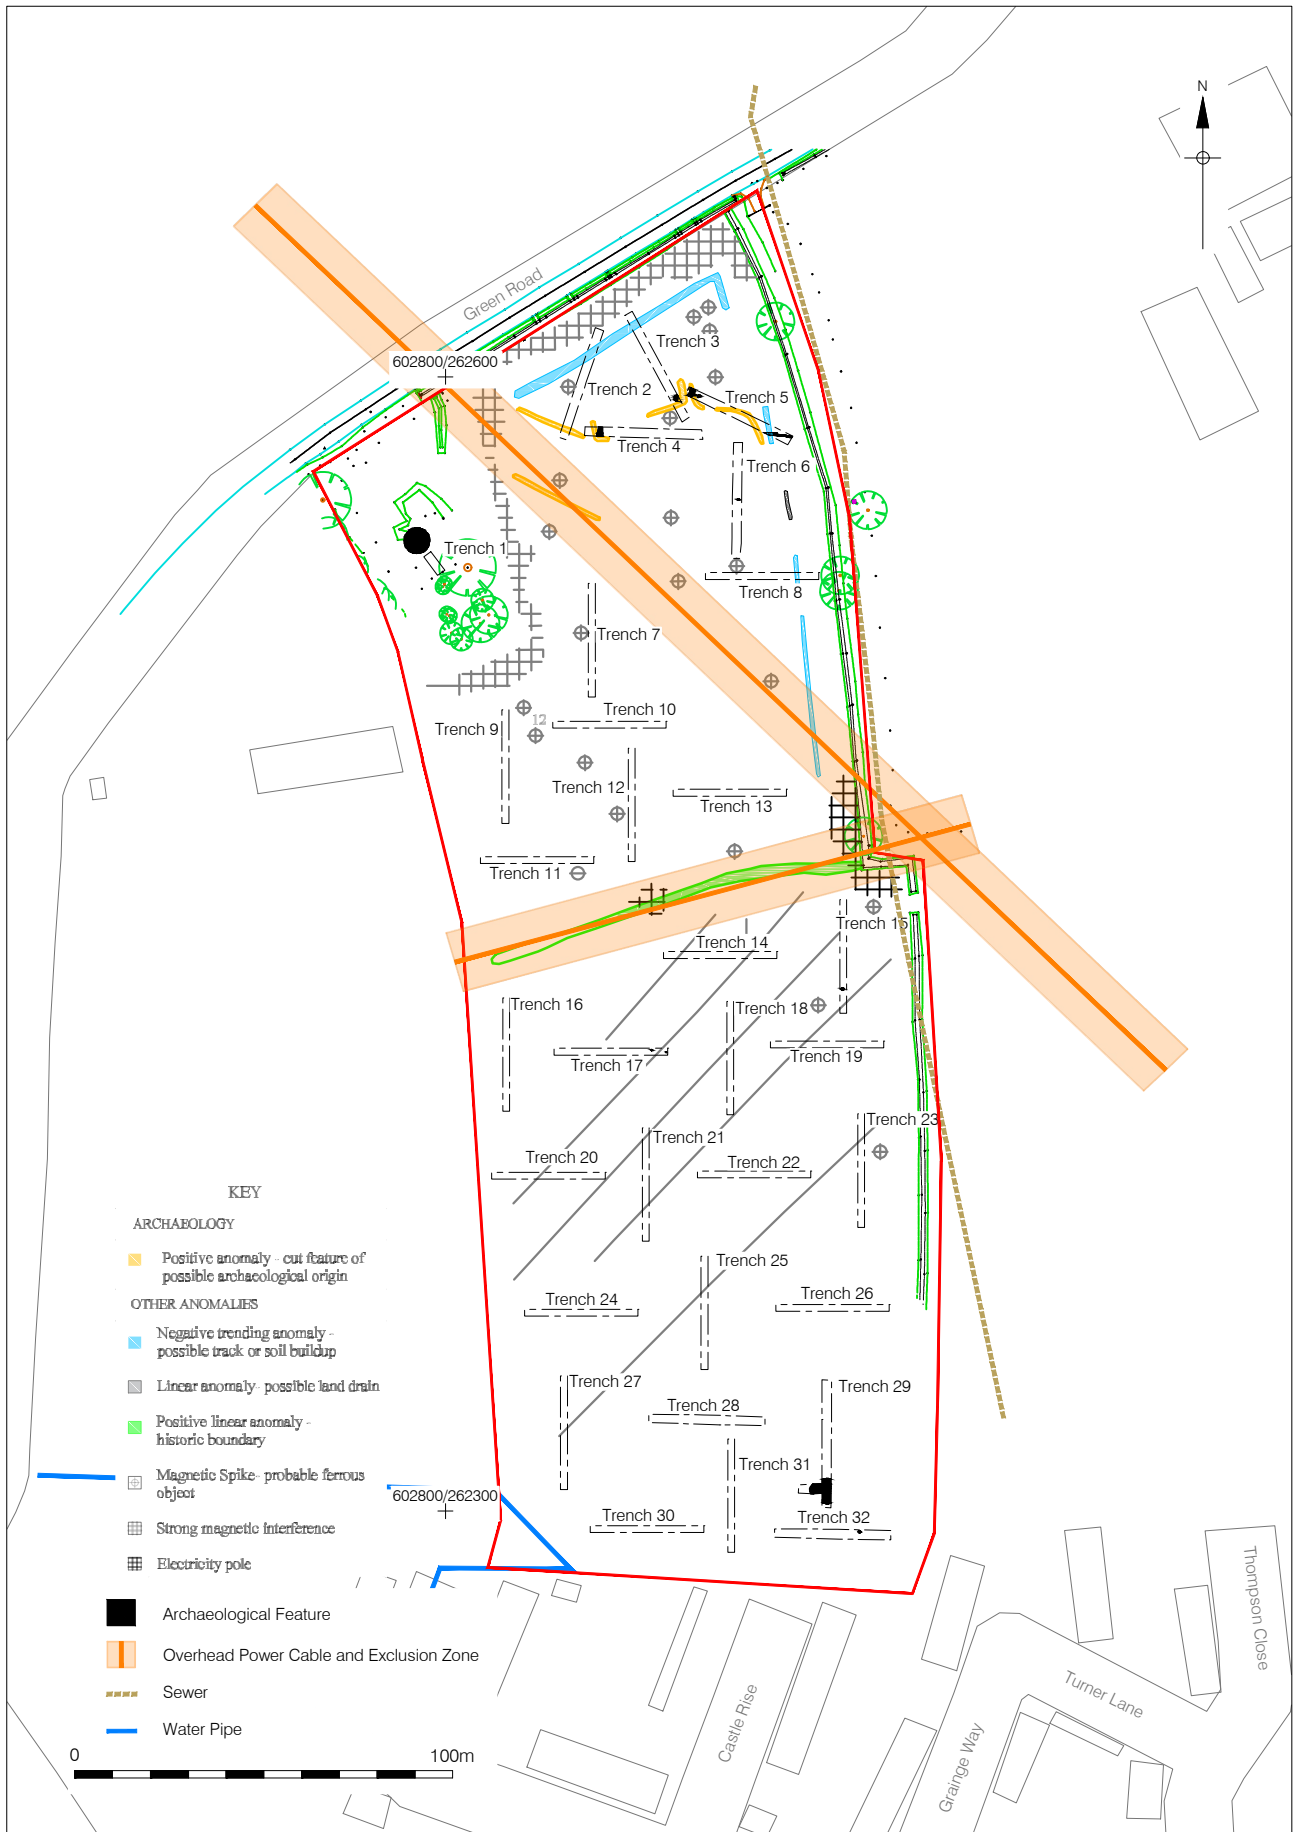 N
Green Road
602800/262600
Trench 3
Trench 2
Trench 5
Trench 4
Trench 6
Trench 1
Trench 8
Trench 7
Trench 10
Trench 9
12
Trench 12
Trench 13
Trench 11
Trench 15
Trench 14
Trench 16
Trench 18
Trench 17
Trench 19
Trench 23
Trench 21
Trench 20
Trench 22
KEY
ARCHAEOLOGY
Positive anomaly - cut feature of
possible archaeological origin
OTHER ANOMALIES
Negative trending anomaly -
possible track or soil buildup
Linear anomaly - possible land drain
Positive linear anomaly -
historic boundary
Magnetic Spike - probable ferrous
object
Strong magnetic interference
Electricity pole
Archaeological Feature
Overhead Power Cable and Exclusion Zone
Sewer
Water Pipe
0 100m
Trench 25
Trench 24
Trench 26
Trench 27
Trench 29
Trench 28
Trench 31
602800/262300
Trench 30
Trench 32
Thompson Close
Turner Lane
Castle Rise
Grainge Way